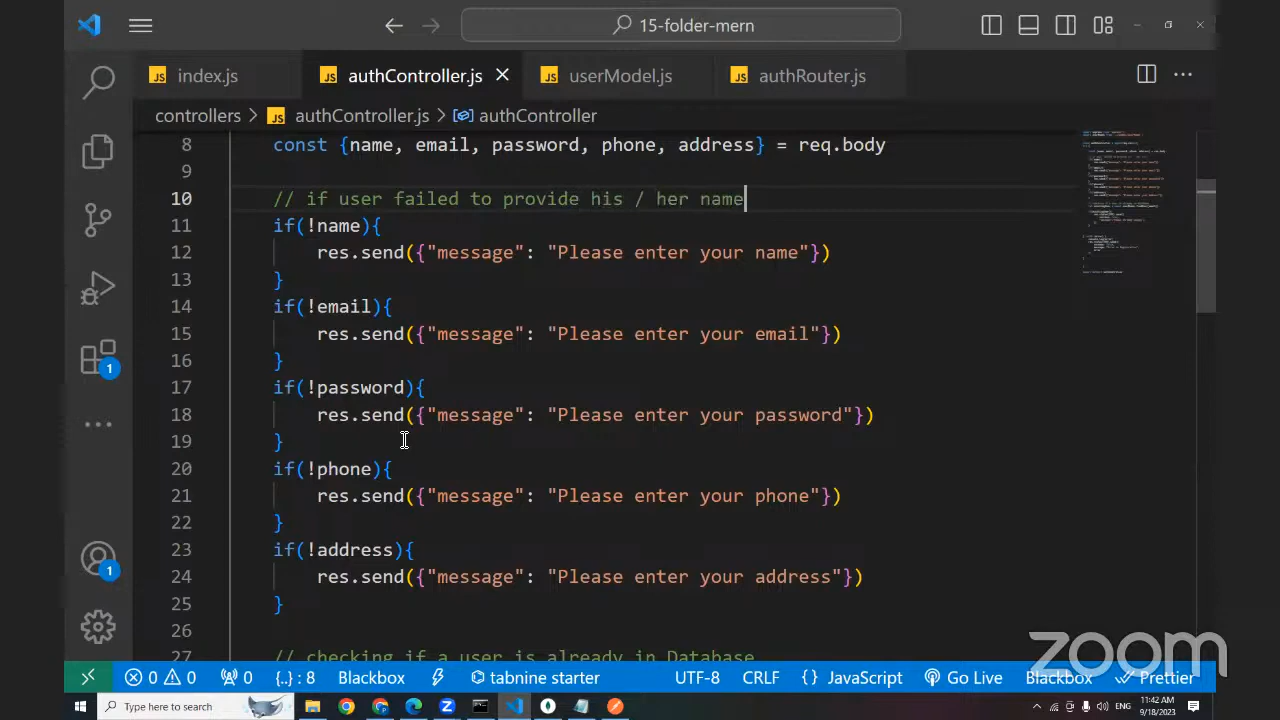 15-folder-mern
index.js
authController.js
userModel.js
authRouter.js
controllers > authController.js > authController
8 const {name, email, password, phone, address} = req.body
9
10 // if user failed to provide his / her name
11 if(!name){
12 res.send({"message": "Please enter your name"})
13 }
14 if(!email){
15 res.send({"message": "Please enter your email"})
16 }
17 if(!password){
18 res.send({"message": "Please enter your password"})
19 }
20 if(!phone){
21 res.send({"message": "Please enter your phone"})
22 }
23 if(!address){
24 res.send({"message": "Please enter your address"})
25 }
26
27 // checking if a user is already in Database
1
1
zoom
0 0 0 {..} : 8 Blackbox tabnine starter UTF-8 CRLF { } JavaScript Go Live Blackbox Prettier
Type here to search
ENG
11:42 AM
9/18/2023